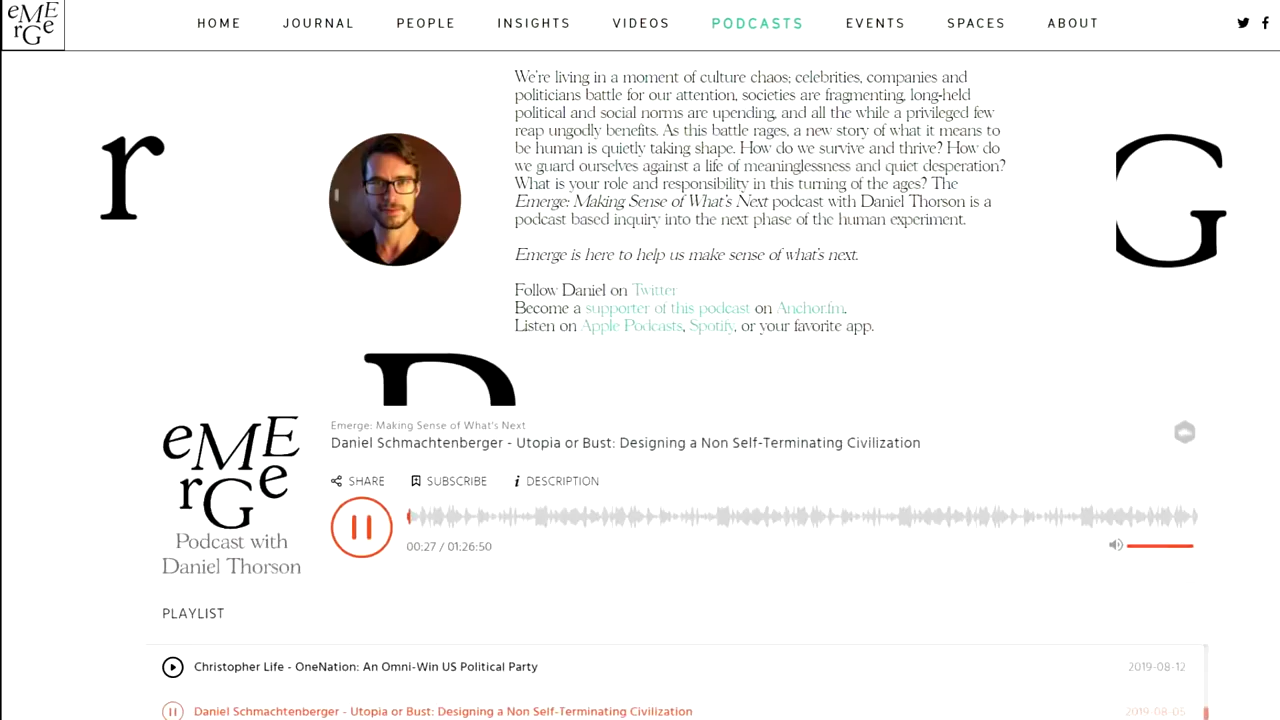 eMErGe
HOME JOURNAL PEOPLE INSIGHTS VIDEOS PODCASTS EVENTS SPACES ABOUT
We're living in a moment of culture chaos; celebrities, companies and
politicians battle for our attention, societies are fragmenting, long-held
political and social norms are upending, and all the while a privileged few
reap ungodly benefits. As this battle rages, a new story of what it means to
be human is quietly taking shape. How do we survive and thrive? How do
we guard ourselves against a life of meaninglessness and quiet desperation?
What is your role and responsibility in this turning of the ages? The
Emerge: Making Sense of What's Next podcast with Daniel Thorson is a
podcast based inquiry into the next phase of the human experiment.
Emerge is here to help us make sense of what's next.
Follow Daniel on Twitter
Become a supporter of this podcast on Anchor.fm.
Listen on Apple Podcasts, Spotify, or your favorite app.
r
G
eMErGe
Podcast with
Daniel Thorson
Emerge: Making Sense of What's Next
Daniel Schmachtenberger - Utopia or Bust: Designing a Non Self-Terminating Civilization
SHARE SUBSCRIBE DESCRIPTION
00:27 / 01:26:50
PLAYLIST
Christopher Life - OneNation: An Omni-Win US Political Party 2019-08-12
Daniel Schmachtenberger - Utopia or Bust: Designing a Non Self-Terminating Civilization 2019-08-05